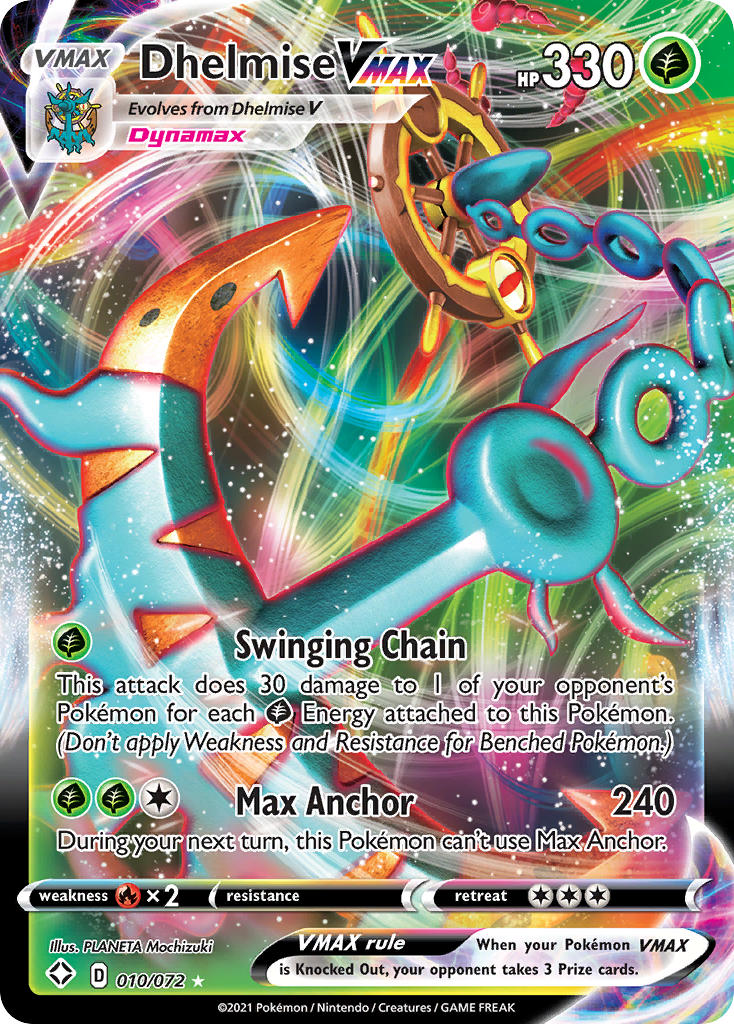 VMAX
Dhelmise VMAX
HP 330
Evolves from Dhelmise V
Dynamax
Swinging Chain
This attack does 30 damage to 1 of your opponent's
Pokémon for each Energy attached to this Pokémon.
(Don't apply Weakness and Resistance for Benched Pokémon.)
Max Anchor 240
During your next turn, this Pokémon can't use Max Anchor.
weakness ×2 resistance retreat
Illus. PLANETA Mochizuki
VMAX rule When your Pokémon VMAX
is Knocked Out, your opponent takes 3 Prize cards.
D 010/072 ★
©2021 Pokémon / Nintendo / Creatures / GAME FREAK